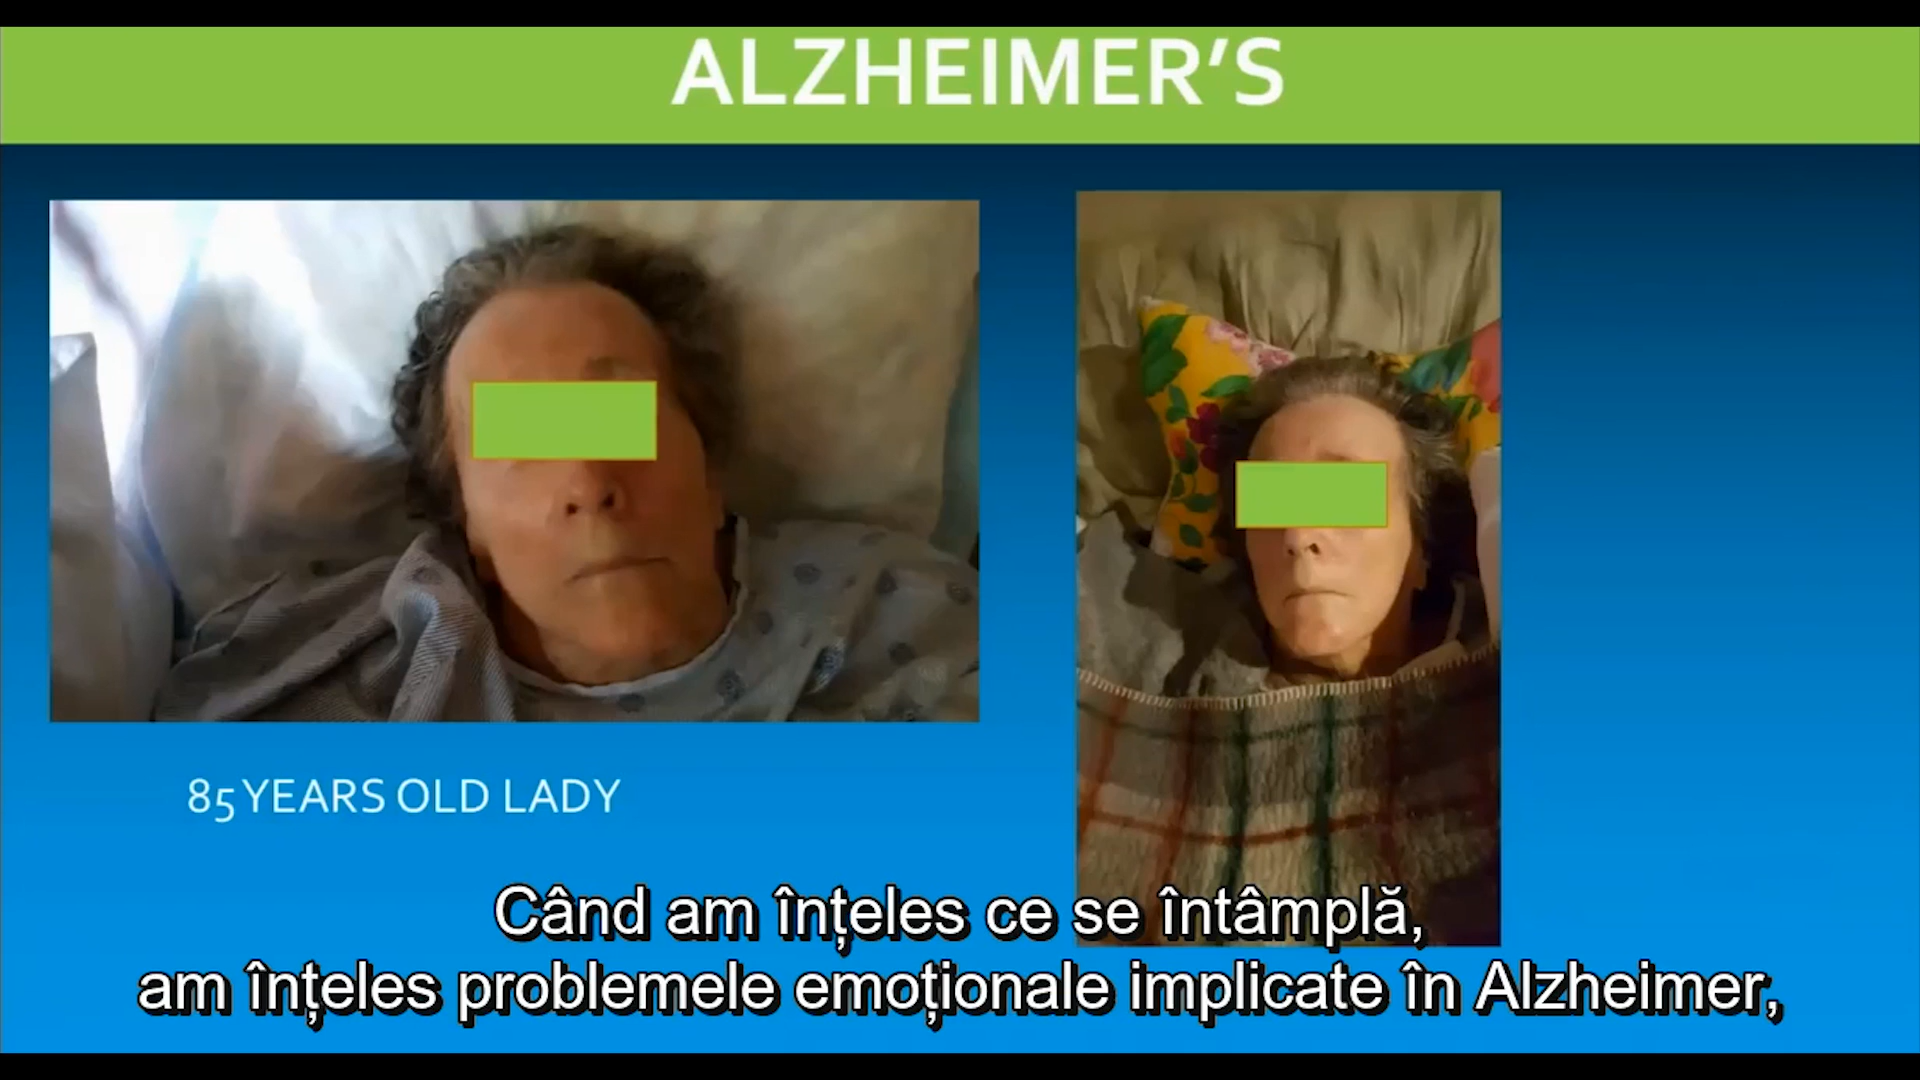 ALZHEIMER'S
85 YEARS OLD LADY
Când am înțeles ce se întâmplă,
am înțeles problemele emoționale implicate în Alzheimer,